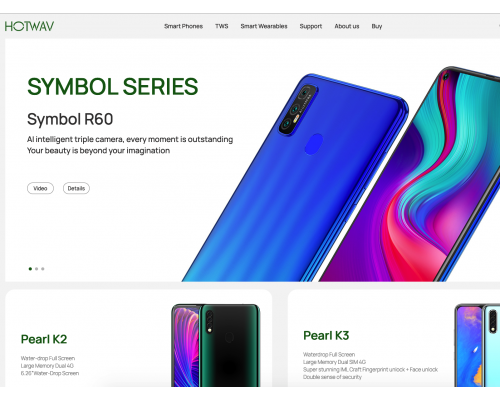 HOTWAV
Smart Phones TWS Smart Wearables Support About us Buy
SYMBOL SERIES
Symbol R60
AI intelligent triple camera, every moment is outstanding
Your beauty is beyond your imagination
Video Details
Pearl K2
Water-drop Full Screen
Large Memory Dual 4G
6.26"Water-Drop Screen
Pearl K3
Waterdrop Full Screen
Large Memory Dual SIM 4G
Super stunning IML Craft Fingerprint unlock + Face unlock
Double sense of security